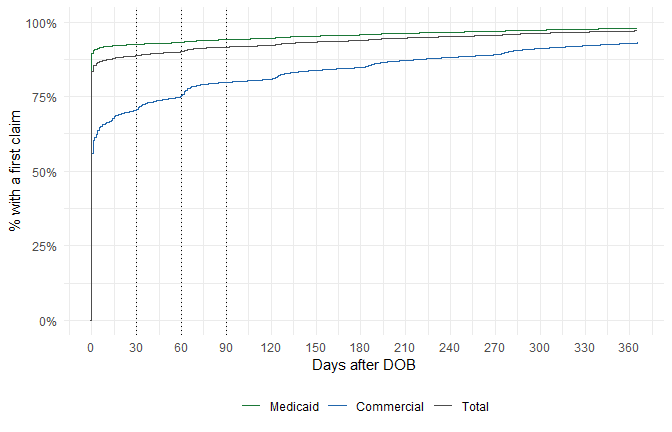 % with a first claim
100%
75%
50%
25%
0%
0 30 60 90 120 150 180 210 240 270 300 330 360
Days after DOB
Medicaid Commercial Total